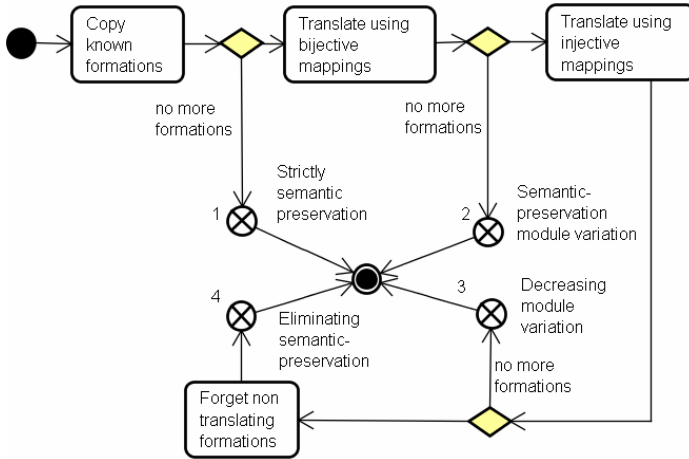 Copy
known
formations
Translate using
bijective
mappings
Translate using
injective
mappings
no more
formations
no more
formations
1
Strictly
semantic
preservation
2
Semantic-
preservation
module variation
4
Eliminating
semantic-
preservation
3
Decreasing
module
variation
no more
formations
Forget non
translating
formations